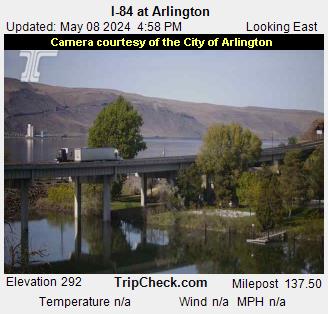 I-84 at Arlington
Updated: May 08 2024 4:58 PM Looking East
Camera courtesy of the City of Arlington
Elevation 292 TripCheck.com Milepost 137.50
Temperature n/a Wind n/a MPH n/a